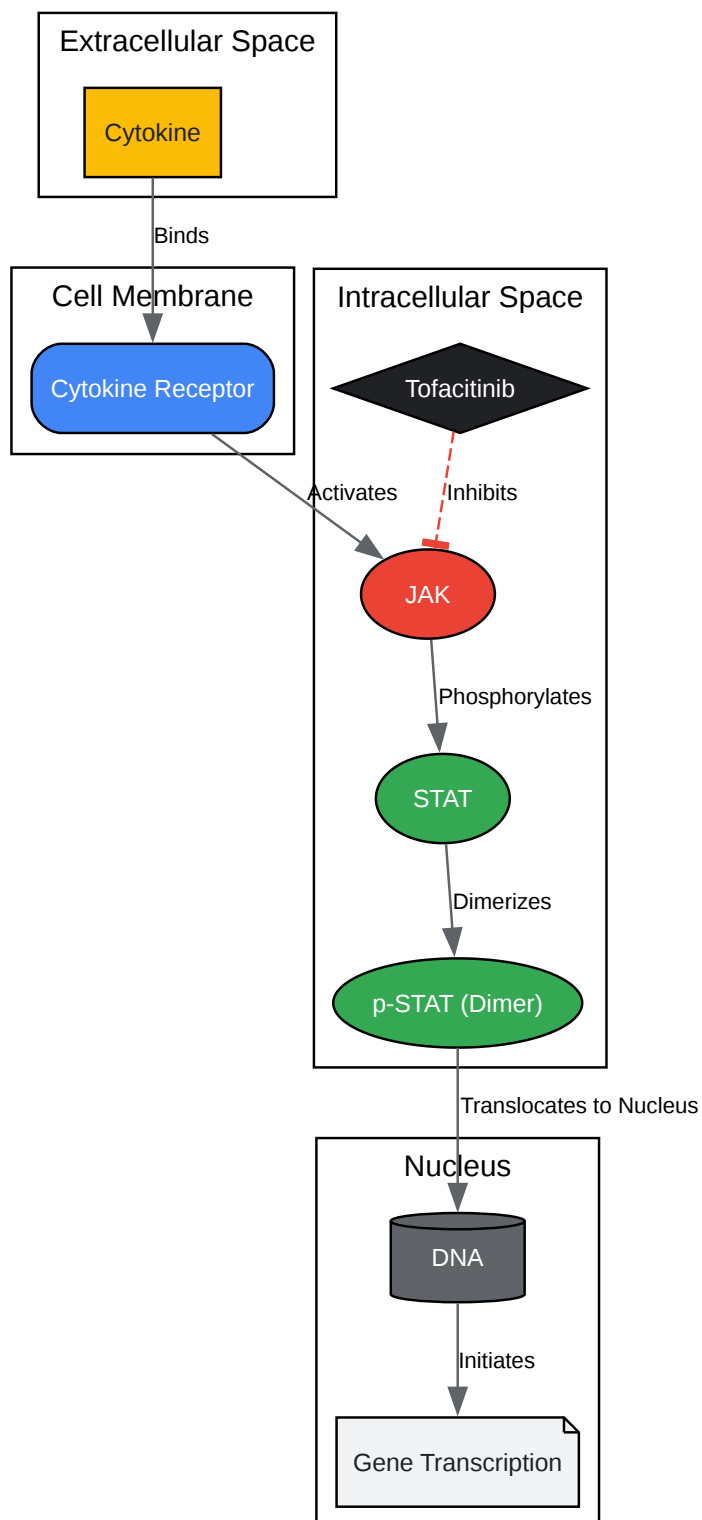 Extracellular Space
Cytokine
Binds
Cell Membrane
Cytokine Receptor
Intracellular Space
Tofacitinib
Activates
Inhibits
JAK
Phosphorylates
STAT
Dimerizes
p-STAT (Dimer)
Translocates to Nucleus
Nucleus
DNA
Initiates
Gene Transcription